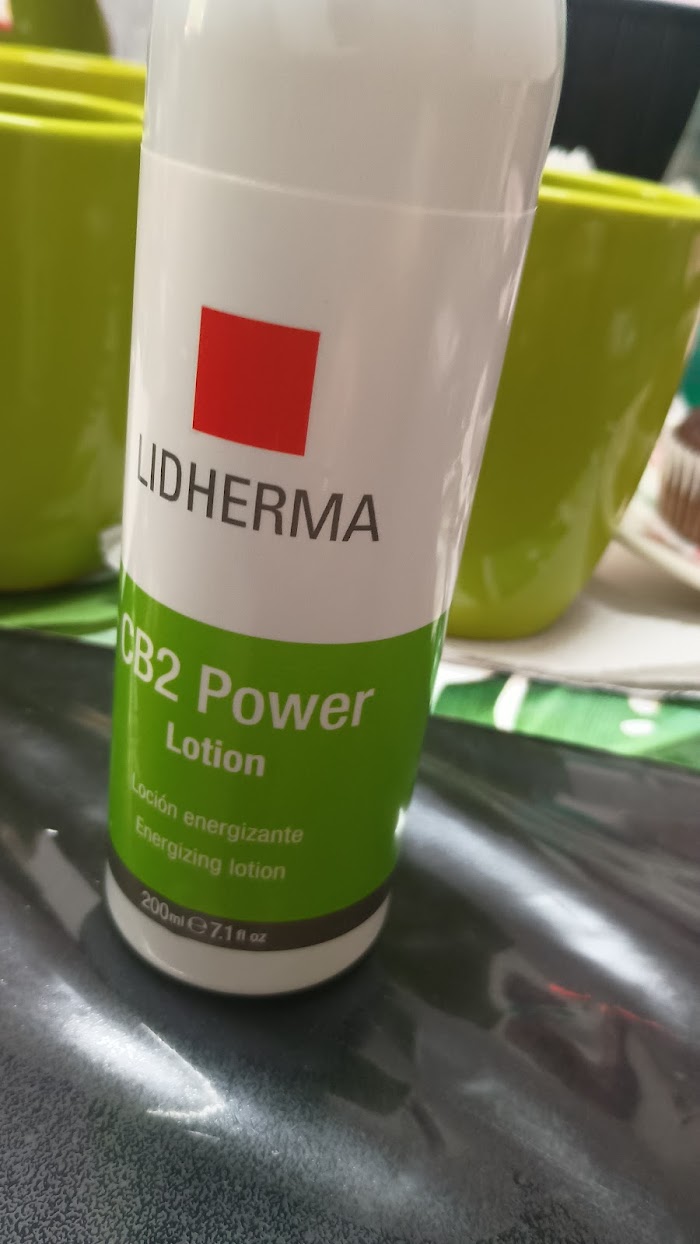 LIDHERMA
CB2 Power
Lotion
Loción energizante
Energizing lotion
200ml ℮ 7.1 fl oz